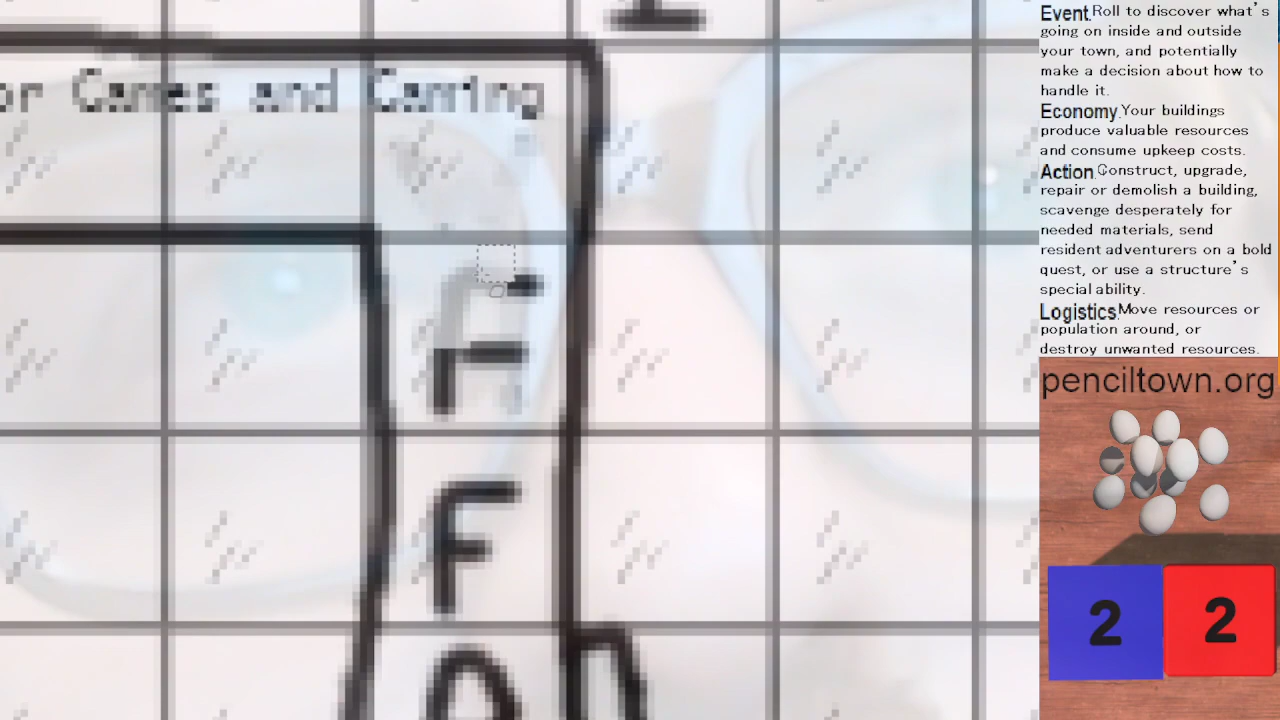 or Games and Gaming
F
Event Roll to discover what's
going on inside and outside
your town, and potentially
make a decision about how to
handle it.
Economy Your buildings
produce valuable resources
and consume upkeep costs.
Action Construct, upgrade,
repair or demolish a building,
scavenge desperately for
needed materials, send
resident adventurers on a bold
quest, or use a structure's
special ability.
Logistics Move resources or
population around, or
destroy unwanted resources.
penciltown.org
2 2